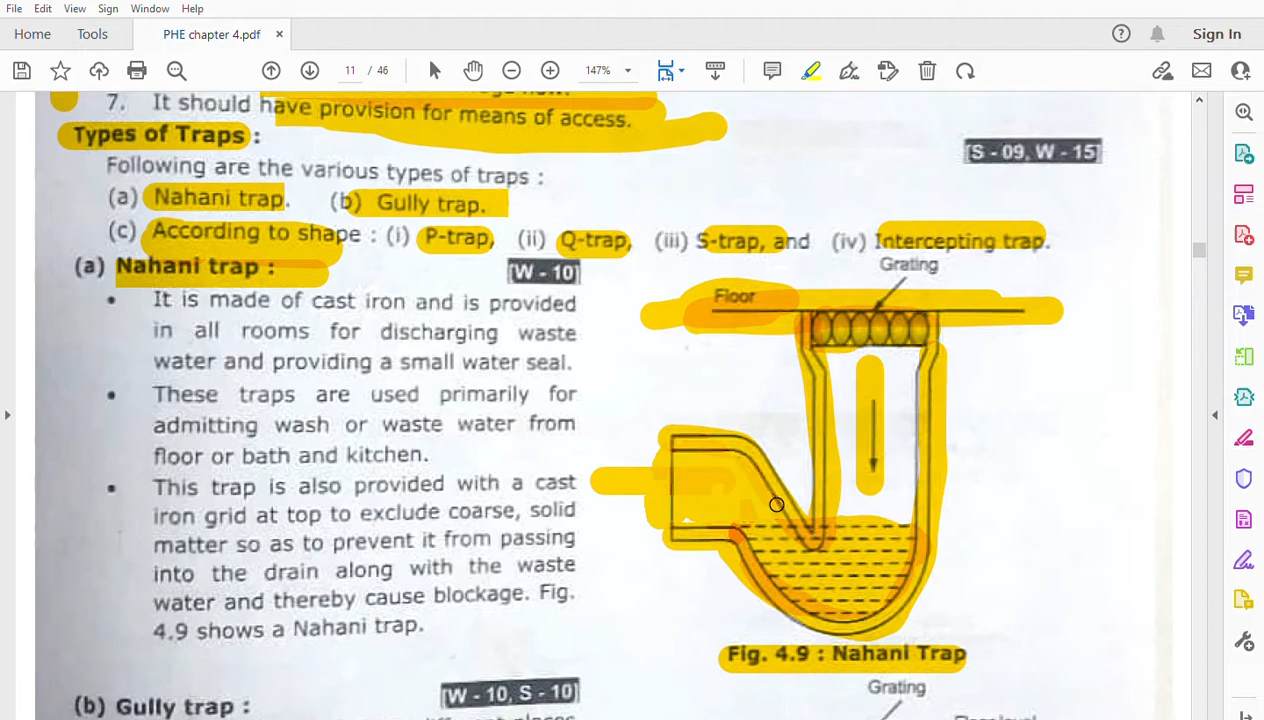 File Edit View Sign Window Help
Home Tools PHE chapter 4.pdf × Sign In
11 / 46 147%
7. It should have provision for means of access.
Types of Traps :
[S - 09, W - 15]
Following are the various types of traps :
(a) Nahani trap. (b) Gully trap.
(c) According to shape : (i) P-trap, (ii) Q-trap, (iii) S-trap, and (iv) Intercepting trap.
(a) Nahani trap : [W - 10]
• It is made of cast iron and is provided
in all rooms for discharging waste
water and providing a small water seal.
• These traps are used primarily for
admitting wash or waste water from
floor or bath and kitchen.
• This trap is also provided with a cast
iron grid at top to exclude coarse, solid
matter so as to prevent it from passing
into the drain along with the waste
water and thereby cause blockage. Fig.
4.9 shows a Nahani trap.
Grating
Floor
Fig. 4.9 : Nahani Trap
[W - 10, S - 10]
(b) Gully trap :
Grating